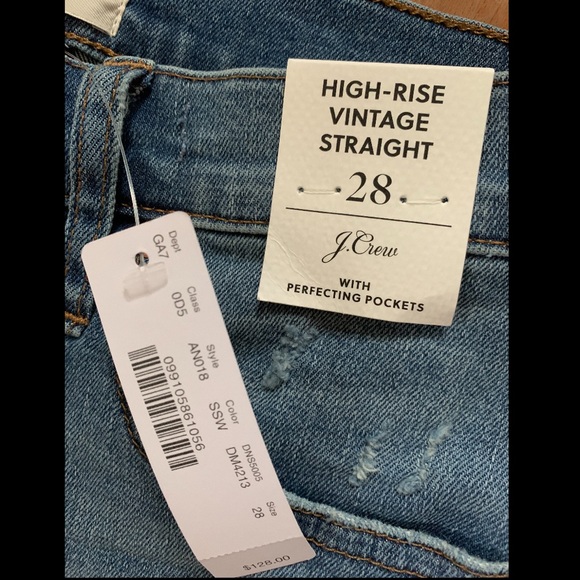 HIGH-RISE
VINTAGE
STRAIGHT
28
J.Crew
WITH
PERFECTING POCKETS
Dept Class Style Color Size
GA7 0D5 AN018 SSW 28
DNS5005
DM4213
099105861056
$128.00